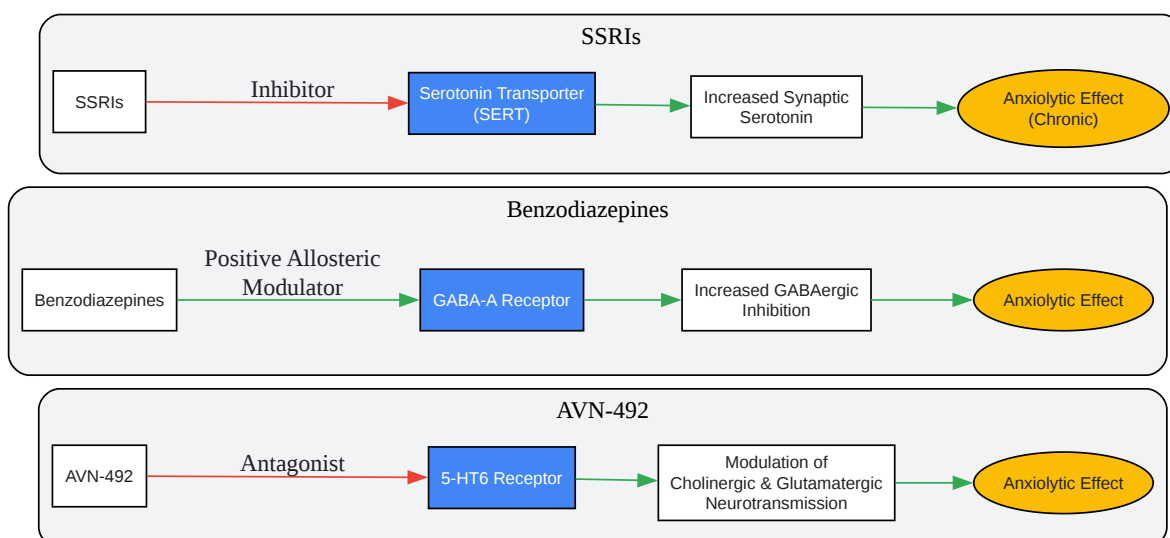 SSRIs
SSRIs
Inhibitor
Serotonin Transporter
(SERT)
Increased Synaptic
Serotonin
Anxiolytic Effect
(Chronic)
Benzodiazepines
Benzodiazepines
Positive Allosteric
Modulator
GABA-A Receptor
Increased GABAergic
Inhibition
Anxiolytic Effect
AVN-492
AVN-492
Antagonist
5-HT6 Receptor
Modulation of
Cholinergic & Glutamatergic
Neurotransmission
Anxiolytic Effect